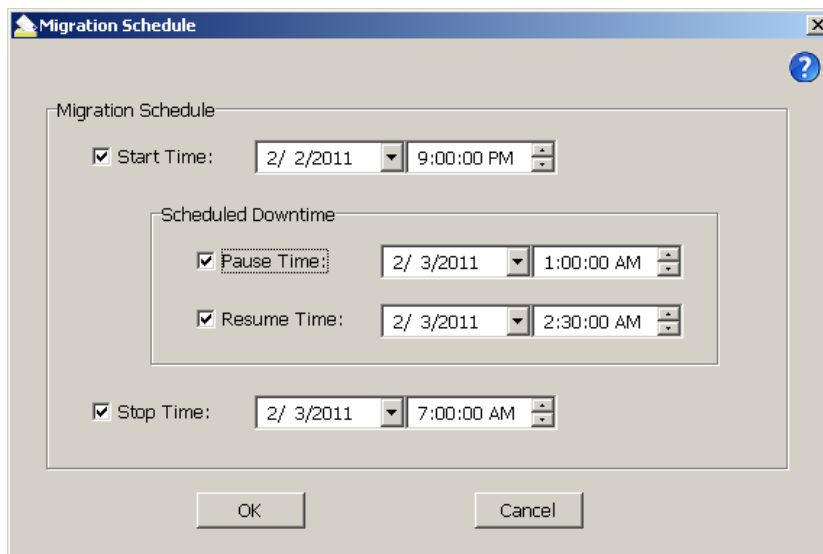 Migration Schedule
?
Migration Schedule
Start Time: 2/ 2/2011 9:00:00 PM
Scheduled Downtime
Pause Time: 2/ 3/2011 1:00:00 AM
Resume Time: 2/ 3/2011 2:30:00 AM
Stop Time: 2/ 3/2011 7:00:00 AM
OK Cancel